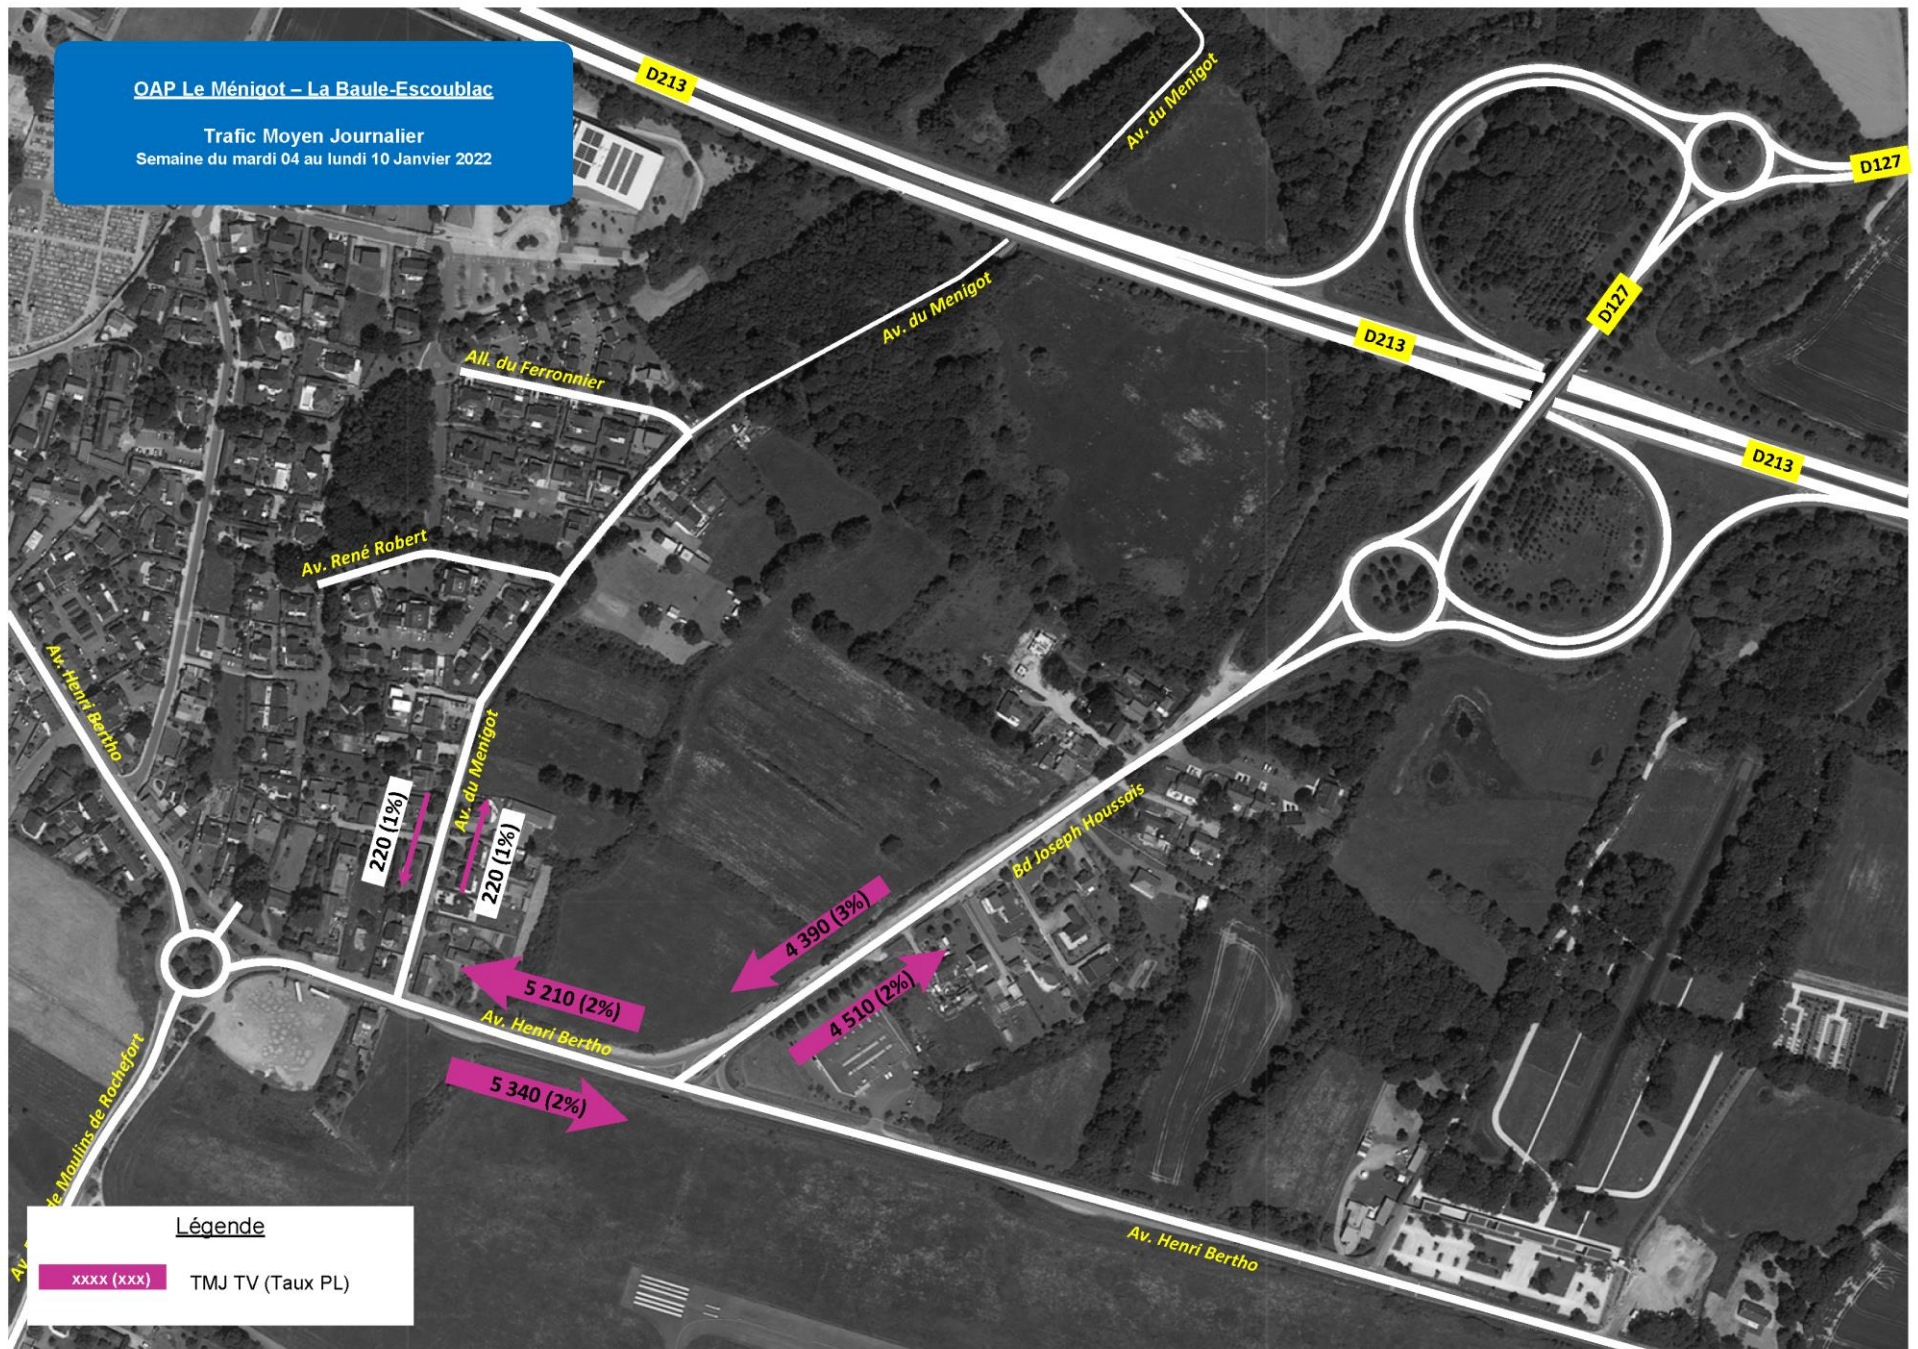 OAP Le Ménigot – La Baule-Escoublac
Trafic Moyen Journalier
Semaine du mardi 04 au lundi 10 Janvier 2022
D213
Av. du Menigot
D127
Av. du Menigot
D127
D213
All. du Ferronnier
D213
Av. René Robert
Av. Henri Bertho
Av. du Menigot
220 (1%)
220 (1%)
Bd Joseph Houssais
4 390 (3%)
5 210 (2%)
4 510 (2%)
Av. Henri Bertho
5 340 (2%)
Av.
de Moulins de Rochefort
Av. Henri Bertho
Légende
xxxx (xxx)
TMJ TV (Taux PL)